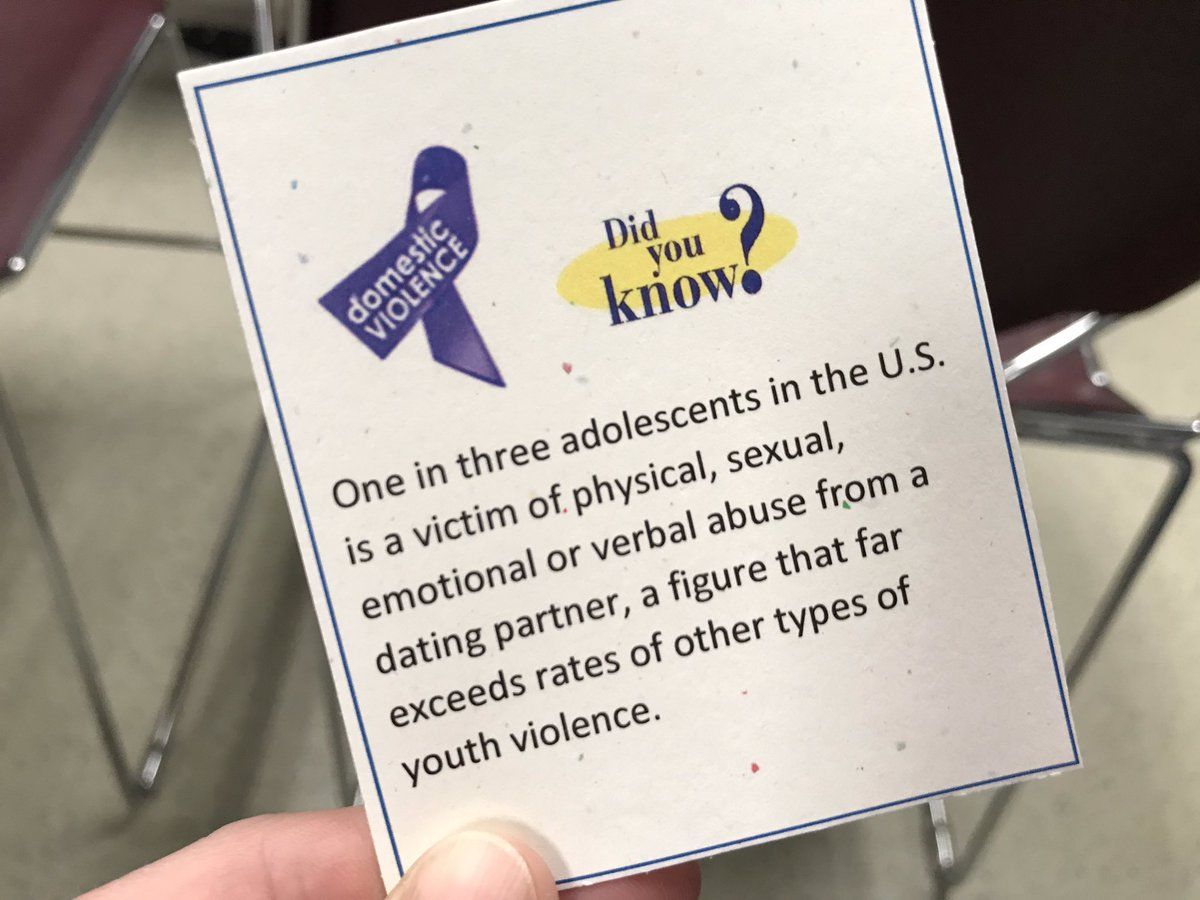 domestic
VIOLENCE
Did
you
know?
One in three adolescents in the U.S.
is a victim of physical, sexual,
emotional or verbal abuse from a
dating partner, a figure that far
exceeds rates of other types of
youth violence.